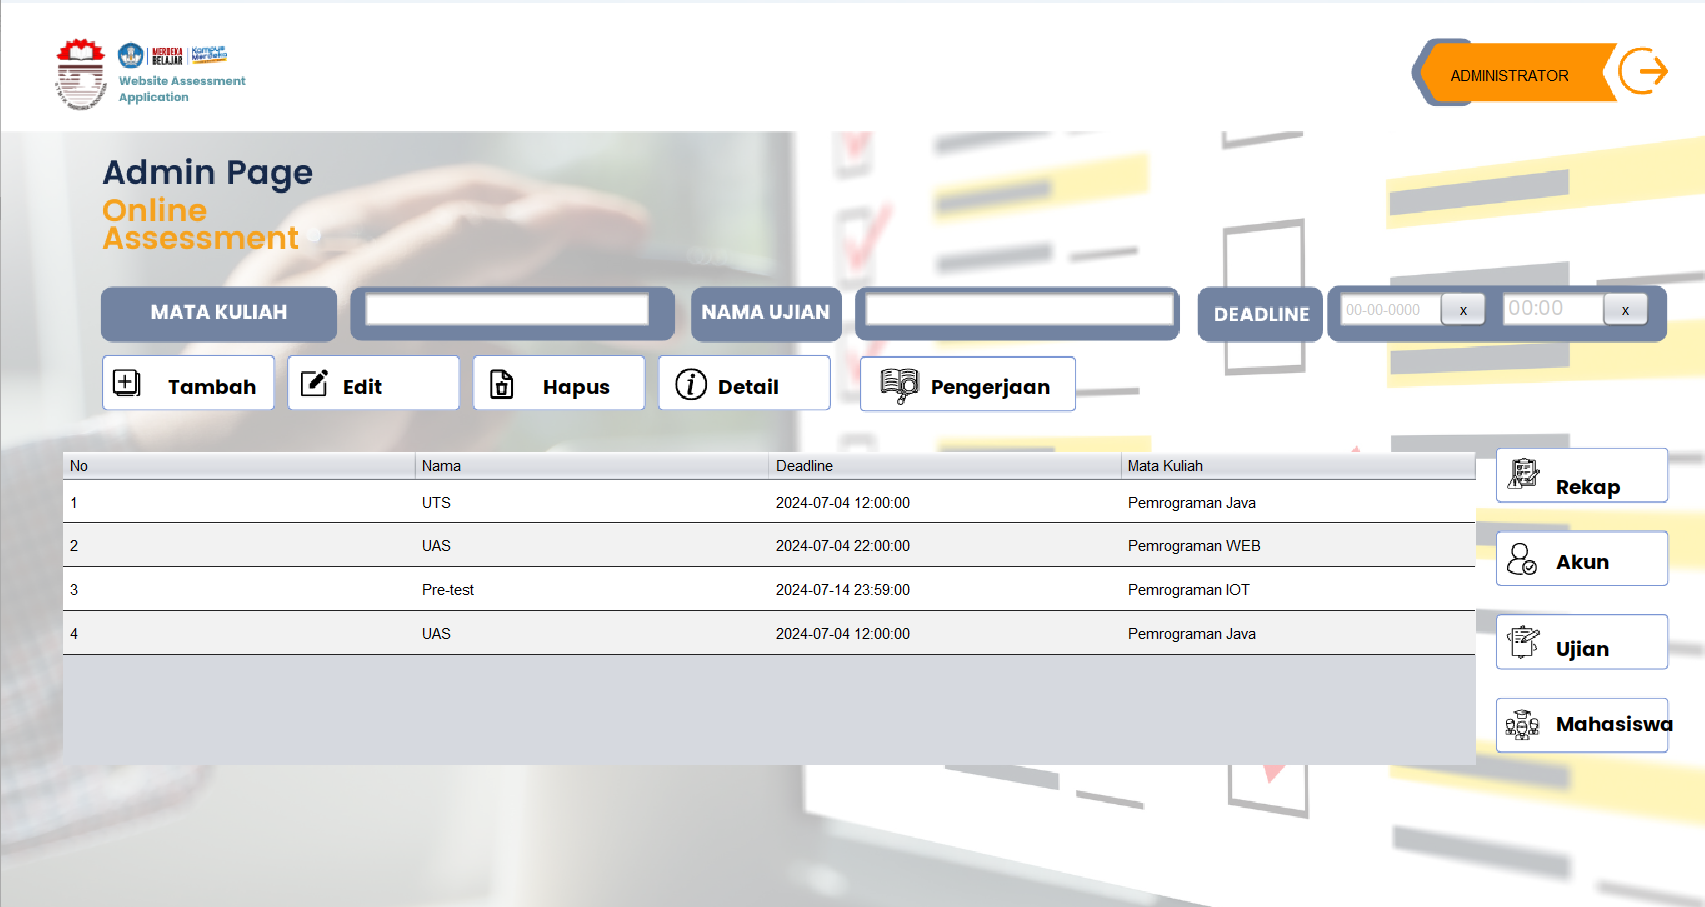 MERDEKA
BELAJAR
Kampus
Merdeka
Website Assessment
Application
ADMINISTRATOR
Admin Page
Online
Assessment
MATA KULIAH
NAMA UJIAN
DEADLINE
00-00-0000
x
00:00
x
Tambah
Edit
Hapus
Detail
Pengerjaan
No Nama Deadline Mata Kuliah
1 UTS 2024-07-04 12:00:00 Pemrograman Java
2 UAS 2024-07-04 22:00:00 Pemrograman WEB
3 Pre-test 2024-07-14 23:59:00 Pemrograman IOT
4 UAS 2024-07-04 12:00:00 Pemrograman Java
Rekap
Akun
Ujian
Mahasiswa